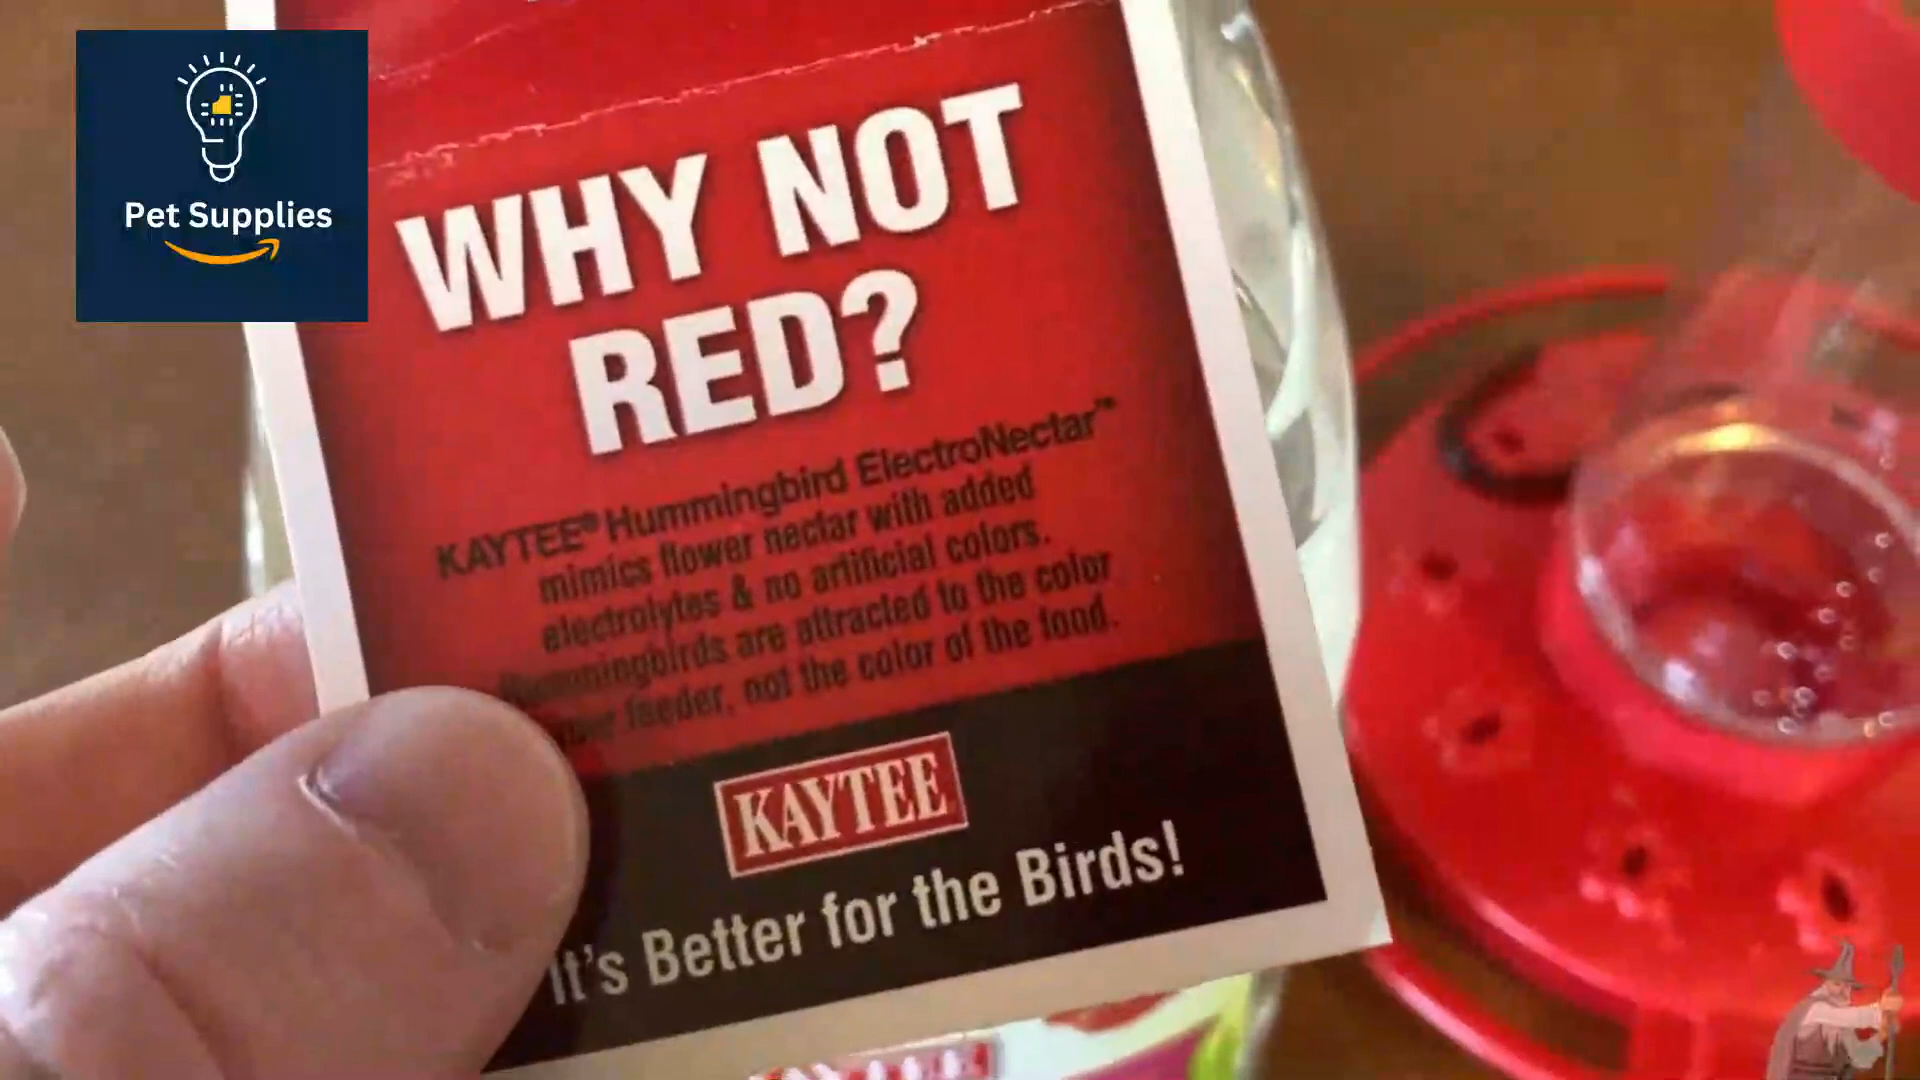 Pet Supplies
WHY NOT
RED?
KAYTEE® Hummingbird ElectroNectar™
mimics flower nectar with added
electrolytes & no artificial colors.
Hummingbirds are attracted to the color
feeder, not the color of the food.
KAYTEE
It's Better for the Birds!